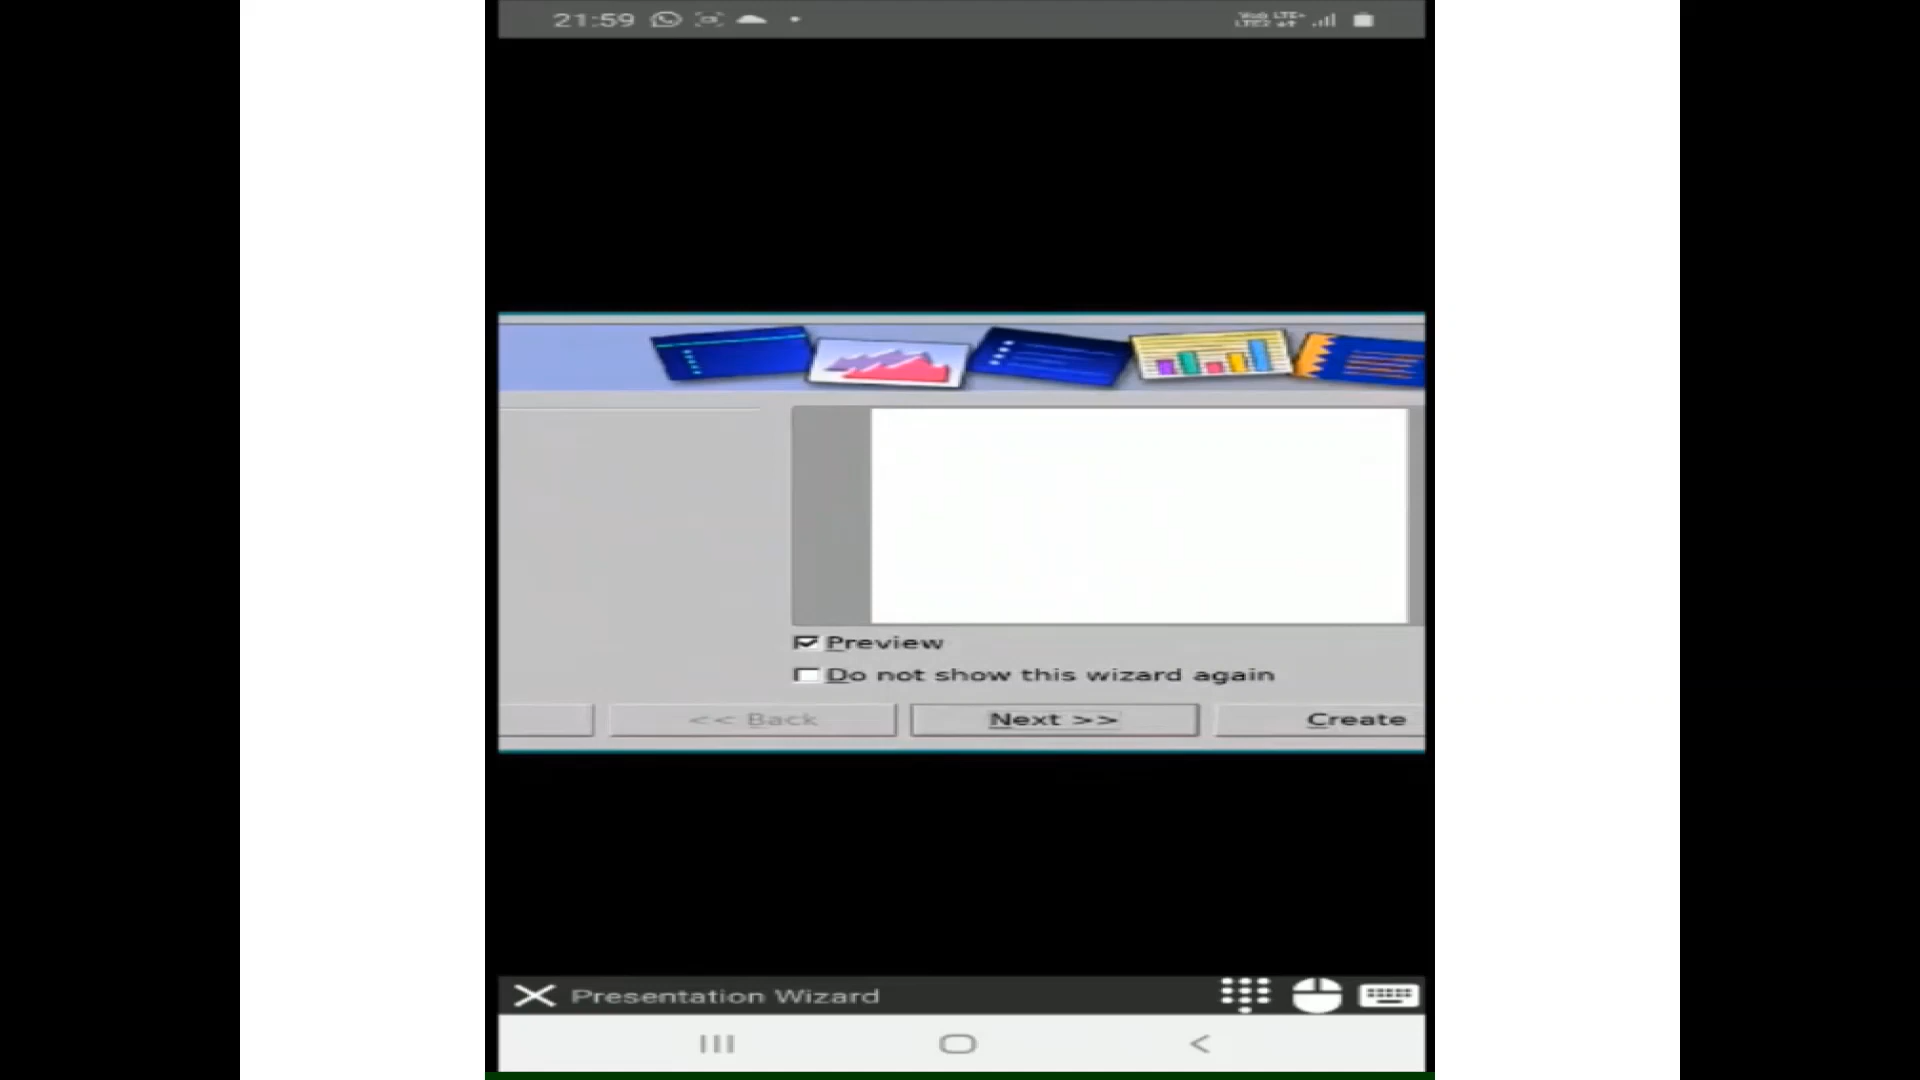 21:59
Preview
Do not show this wizard again
<< Back
Next >>
Create
Presentation Wizard